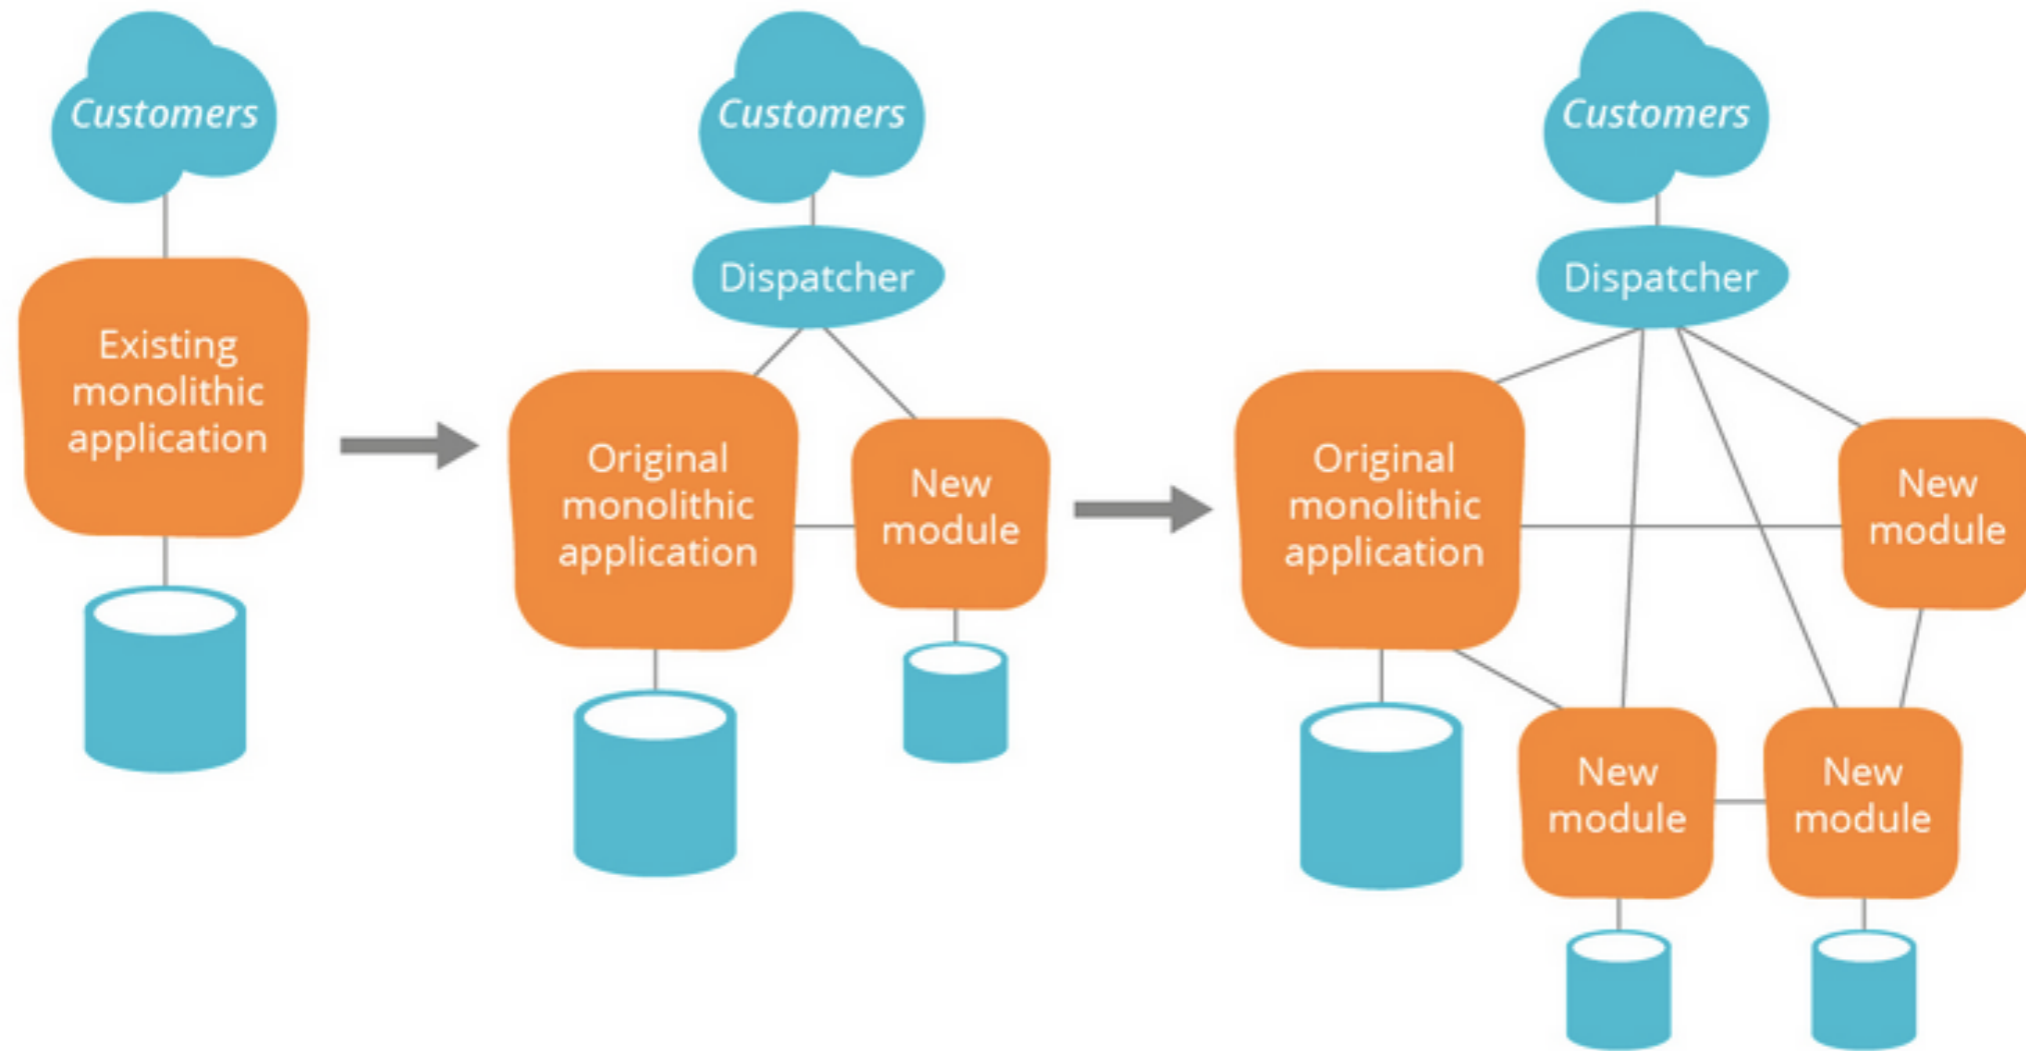 Customers
Existing
monolithic
application
Customers
Dispatcher
Original
monolithic
application
New
module
Customers
Dispatcher
Original
monolithic
application
New
module
New
module
New
module